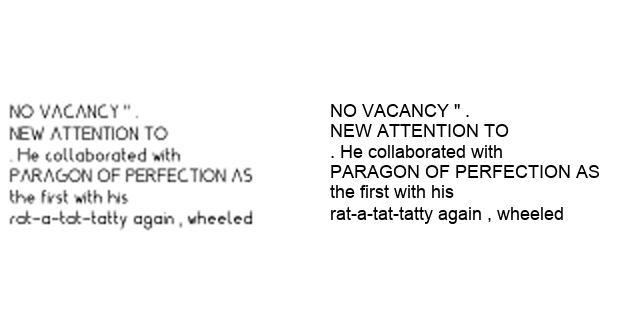 NO VACANCY " .
NEW ATTENTION TO
. He collaborated with
PARAGON OF PERFECTION AS
the first with his
rat-a-tat-tatty again , wheeled
NO VACANCY " .
NEW ATTENTION TO
. He collaborated with
PARAGON OF PERFECTION AS
the first with his
rat-a-tat-tatty again , wheeled